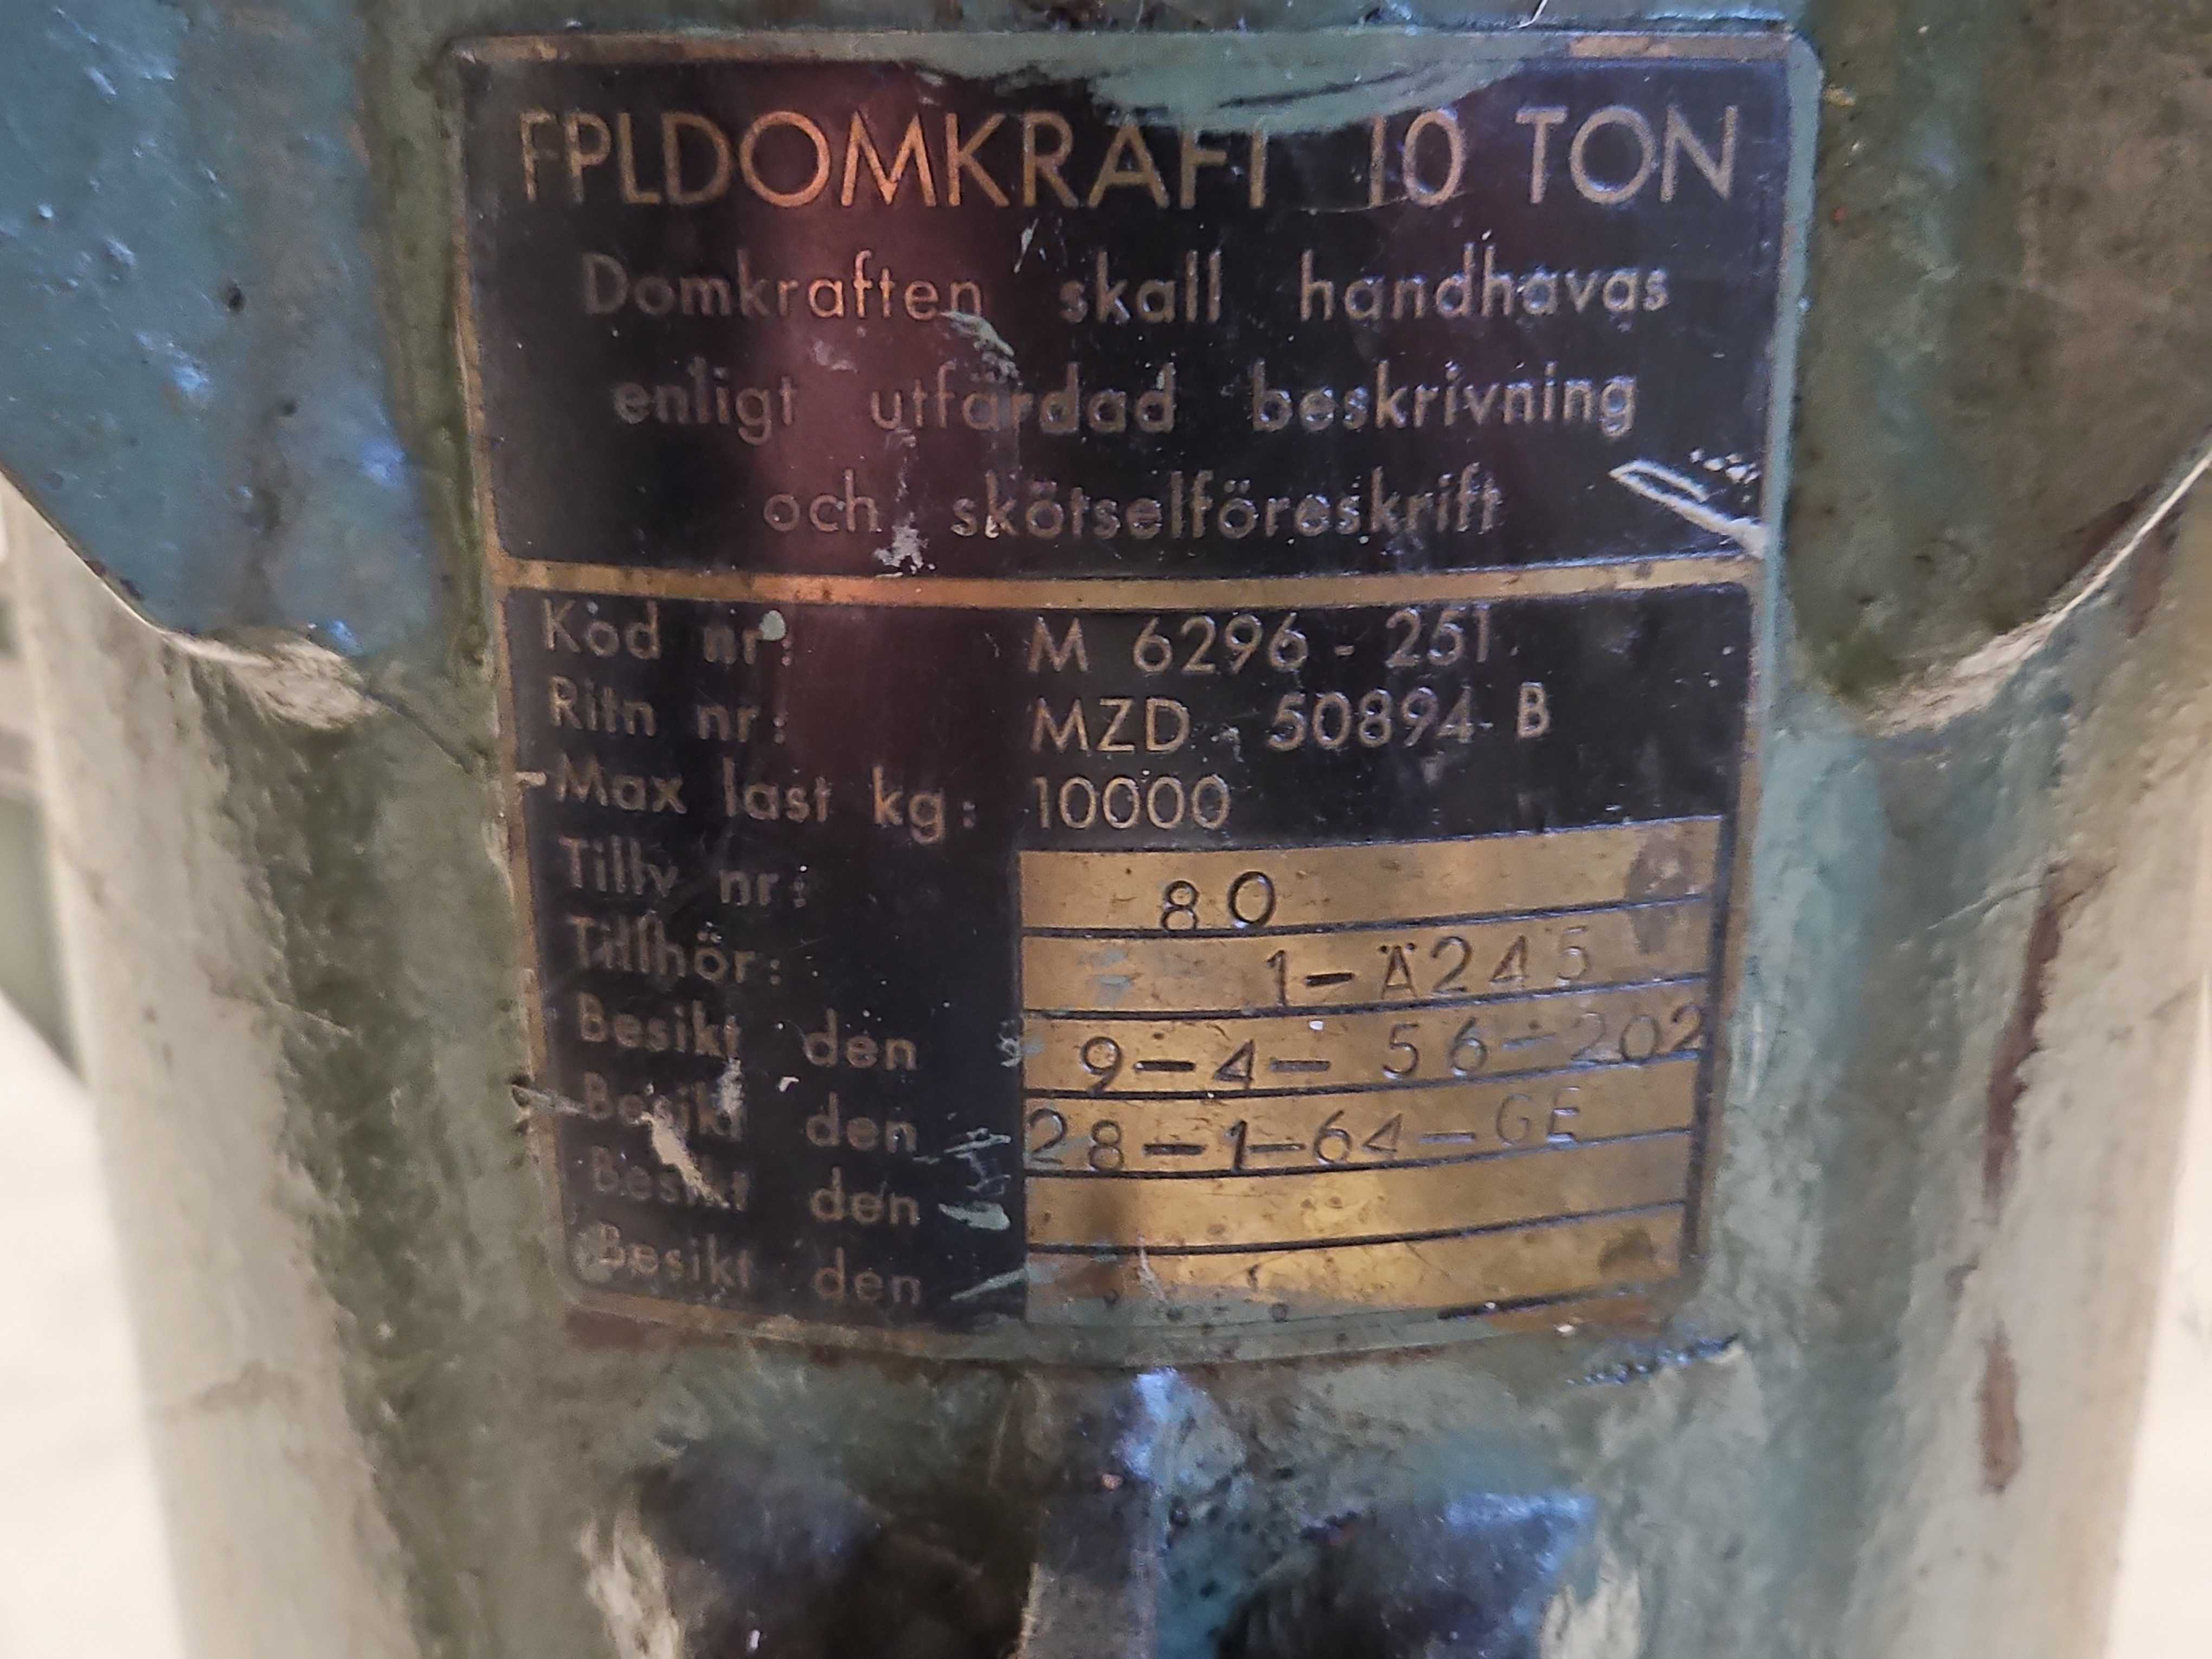 FPLDOMKRAFT 10 TON
Domkraften skall handhavas
enligt utfärdad beskrivning
och skötselföreskrift
Kod nr: M 6296 - 251
Ritn nr: MZD - 50894 B
Max last kg: 10000
Tillv nr: 80
Tillhör: 1-Ä245
Besikt den 9-4-56-202
Besikt den 28-1-64-GE
Besikt den
Besikt den